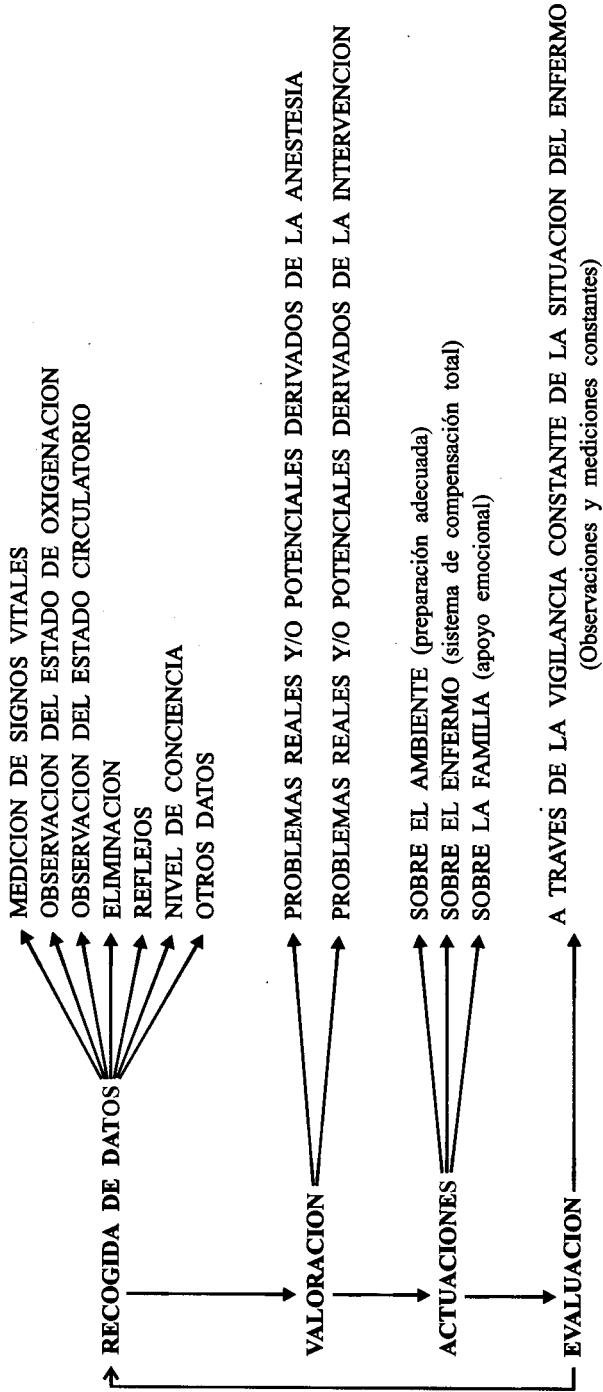 RECOGIDA DE DATOS
MEDICION DE SIGNOS VITALES
OBSERVACION DEL ESTADO DE OXIGENACION
OBSERVACION DEL ESTADO CIRCULATORIO
ELIMINACION
REFLEJOS
NIVEL DE CONCIENCIA
OTROS DATOS
VALORACION
PROBLEMAS REALES Y/O POTENCIALES DERIVADOS DE LA ANESTESIA
PROBLEMAS REALES Y/O POTENCIALES DERIVADOS DE LA INTERVENCION
ACTUACIONES
SOBRE EL AMBIENTE (preparación adecuada)
SOBRE EL ENFERMO (sistema de compensación total)
SOBRE LA FAMILIA (apoyo emocional)
EVALUACION
A TRAVES DE LA VIGILANCIA CONSTANTE DE LA SITUACION DEL ENFERMO
(Observaciones y mediciones constantes)